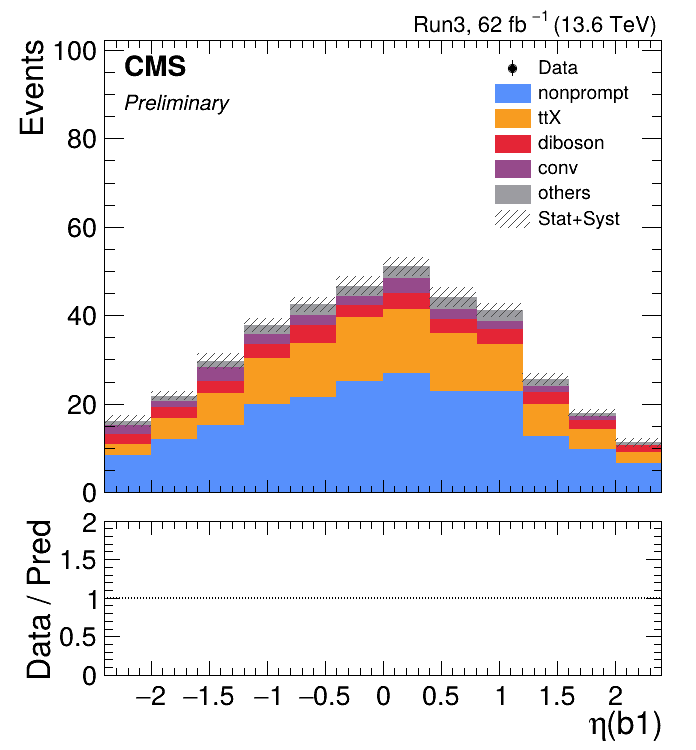 Run3, 62 fb⁻¹ (13.6 TeV)
Events
100
80
60
40
20
0
CMS
Preliminary
Data
nonprompt
ttX
diboson
conv
others
Stat+Syst
Data / Pred
2
1.5
1
0.5
0
−2 −1.5 −1 −0.5 0 0.5 1 1.5 2
η(b1)